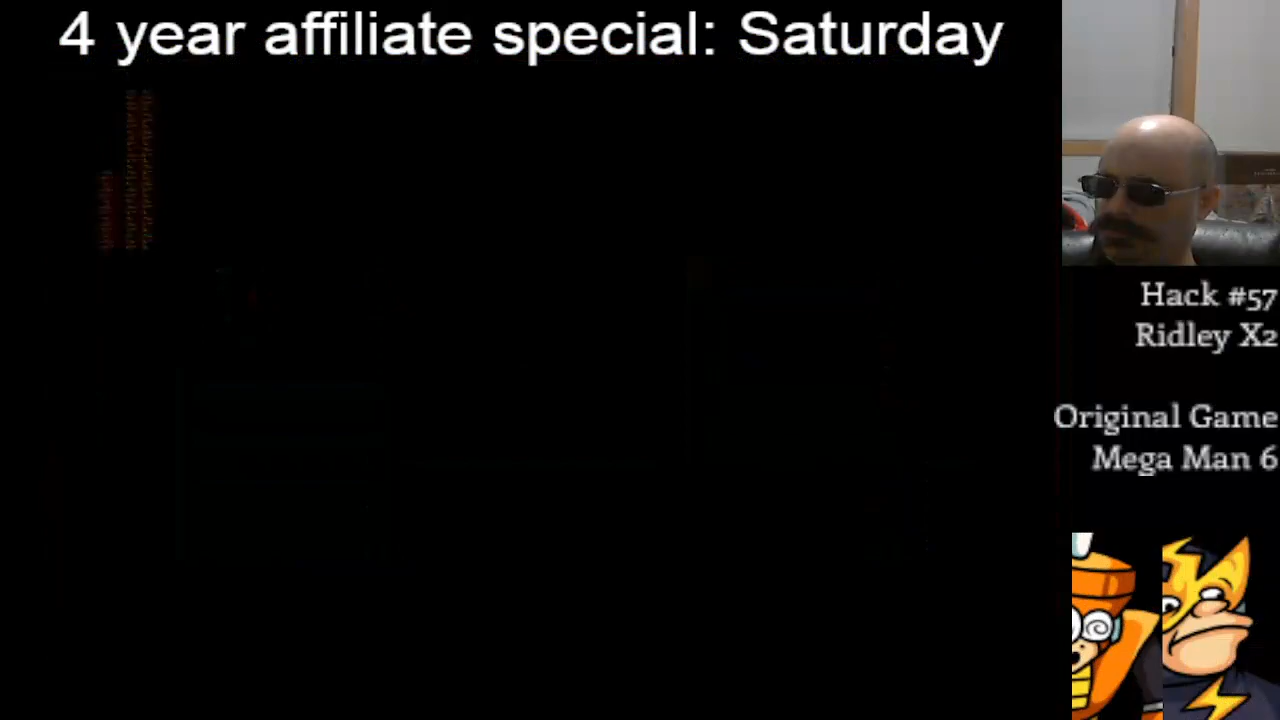 4 year affiliate special: Saturday
Hack #57
Ridley X2
Original Game
Mega Man 6